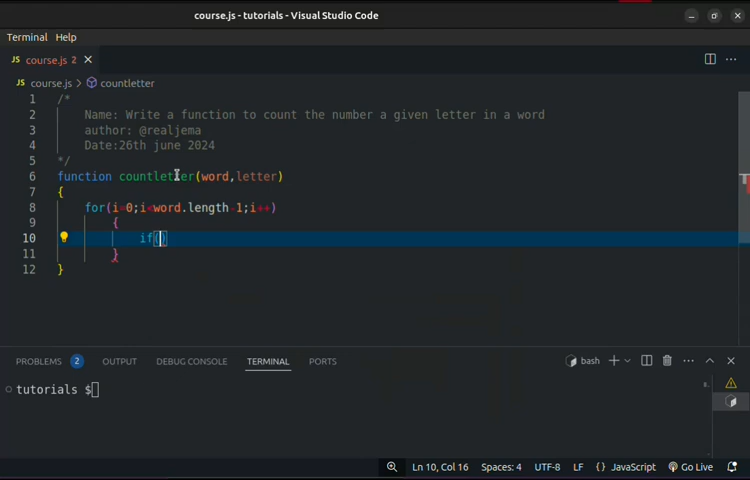 course.js - tutorials - Visual Studio Code
Terminal Help
JS course.js 2
JS course.js > countletter
1 /*
2 Name: Write a function to count the number a given letter in a word
3 author: @realjema
4 Date:26th june 2024
5 */
6 function countletter(word,letter)
7 {
8 for(i=0;i<word.length-1;i++)
9 {
10 if()
11 }
12 }
PROBLEMS 2 OUTPUT DEBUG CONSOLE TERMINAL PORTS bash
tutorials $
Ln 10, Col 16 Spaces: 4 UTF-8 LF {} JavaScript Go Live